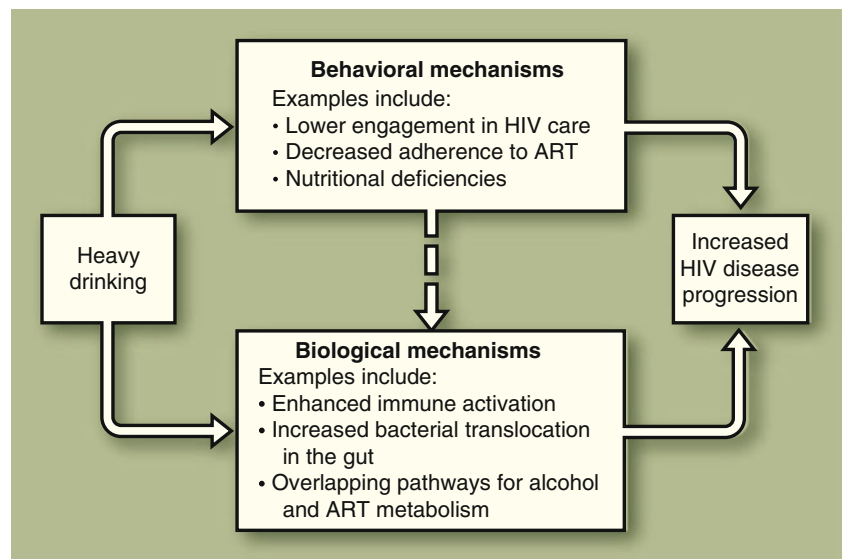 Behavioral mechanisms
Examples include:
• Lower engagement in HIV care
• Decreased adherence to ART
• Nutritional deficiencies
Heavy
drinking
Increased
HIV disease
progression
Biological mechanisms
Examples include:
• Enhanced immune activation
• Increased bacterial translocation
in the gut
• Overlapping pathways for alcohol
and ART metabolism